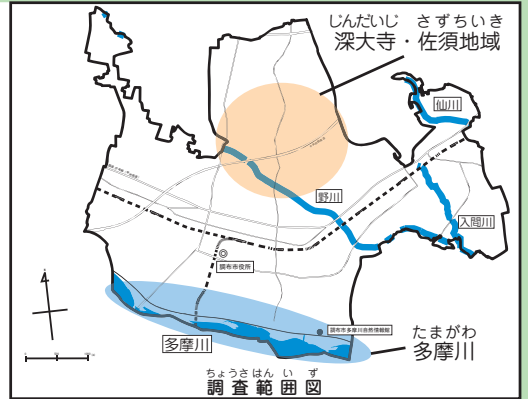 じんだいじ さずちいき
深大寺・佐須地域
仙川
野川
入間川
調布市役所
調布市多摩川自然情報館
多摩川
たまがわ
多摩川
ちょうさはんいず
調査範囲図